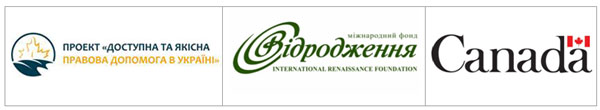 ПРОЕКТ «ДОСТУПНА ТА ЯКІСНА
ПРАВОВА ДОПОМОГА В УКРАЇНІ»
міжнародний фонд
Відродження
INTERNATIONAL RENAISSANCE FOUNDATION
Canada